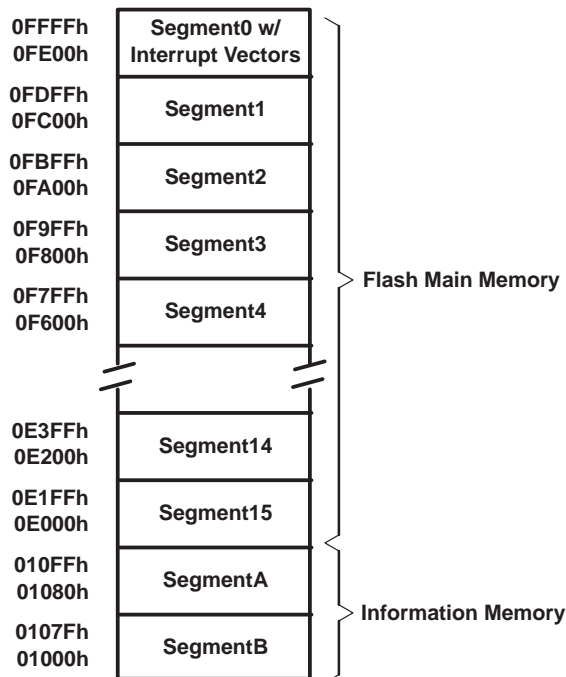 0FFFFh
0FE00h
Segment0 w/
Interrupt Vectors
0FDFFh
0FC00h
Segment1
0FBFFh
0FA00h
Segment2
0F9FFh
0F800h
Segment3
0F7FFh
0F600h
Segment4
Flash Main Memory
0E3FFh
0E200h
Segment14
0E1FFh
0E000h
Segment15
010FFh
01080h
SegmentA
0107Fh
01000h
SegmentB
Information Memory